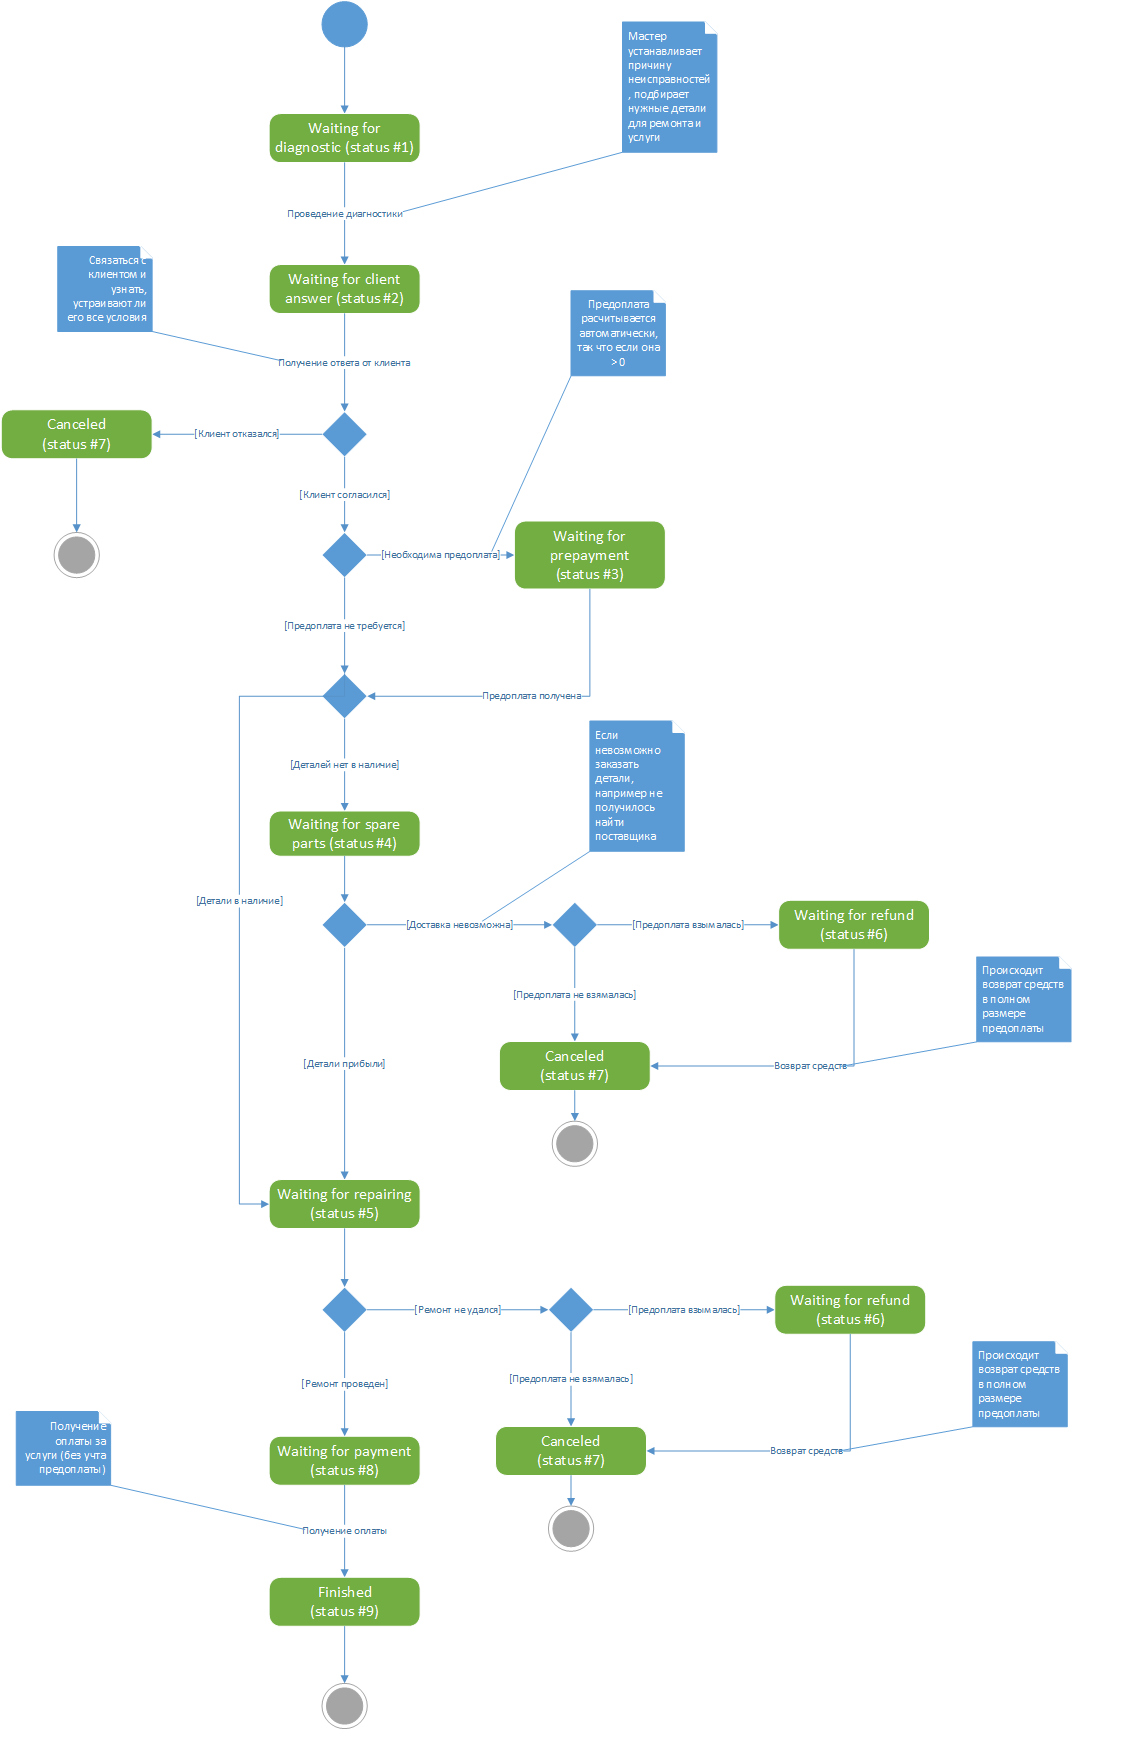 Мастер
устанавливает
причину
неисправностей
, подбирает
нужные детали
для ремонта и
услуги
Waiting for
diagnostic (status #1)
Проведение диагностики
Связаться с
клиентом и
узнать,
устраивают ли
его все условия
Waiting for client
answer (status #2)
Предоплата
расчитывается
автоматически,
так что если она
> 0
Получение ответа от клиента
Canceled
(status #7)
[Клиент отказался]
[Клиент согласился]
[Необходима предоплата]
Waiting for
prepayment
(status #3)
[Предоплата не требуется]
Предоплата получена
[Деталей нет в наличие]
Если
невозможно
заказать
детали,
например не
получилось
найти
поставщика
Waiting for spare
parts (status #4)
[Детали в наличие]
[Доставка невозможна]
[Предоплата взымалась]
Waiting for refund
(status #6)
[Предоплата не взямалась]
Происходит
возврат средств
в полном
размере
предоплаты
[Детали прибыли]
Canceled
(status #7)
Возврат средств
Waiting for repairing
(status #5)
[Ремонт не удался]
[Предоплата взымалась]
Waiting for refund
(status #6)
[Ремонт проведен]
[Предоплата не взямалась]
Происходит
возврат средств
в полном
размере
предоплаты
Получение
оплаты за
услуги (без учта
предоплаты)
Waiting for payment
(status #8)
Canceled
(status #7)
Возврат средств
Получение оплаты
Finished
(status #9)